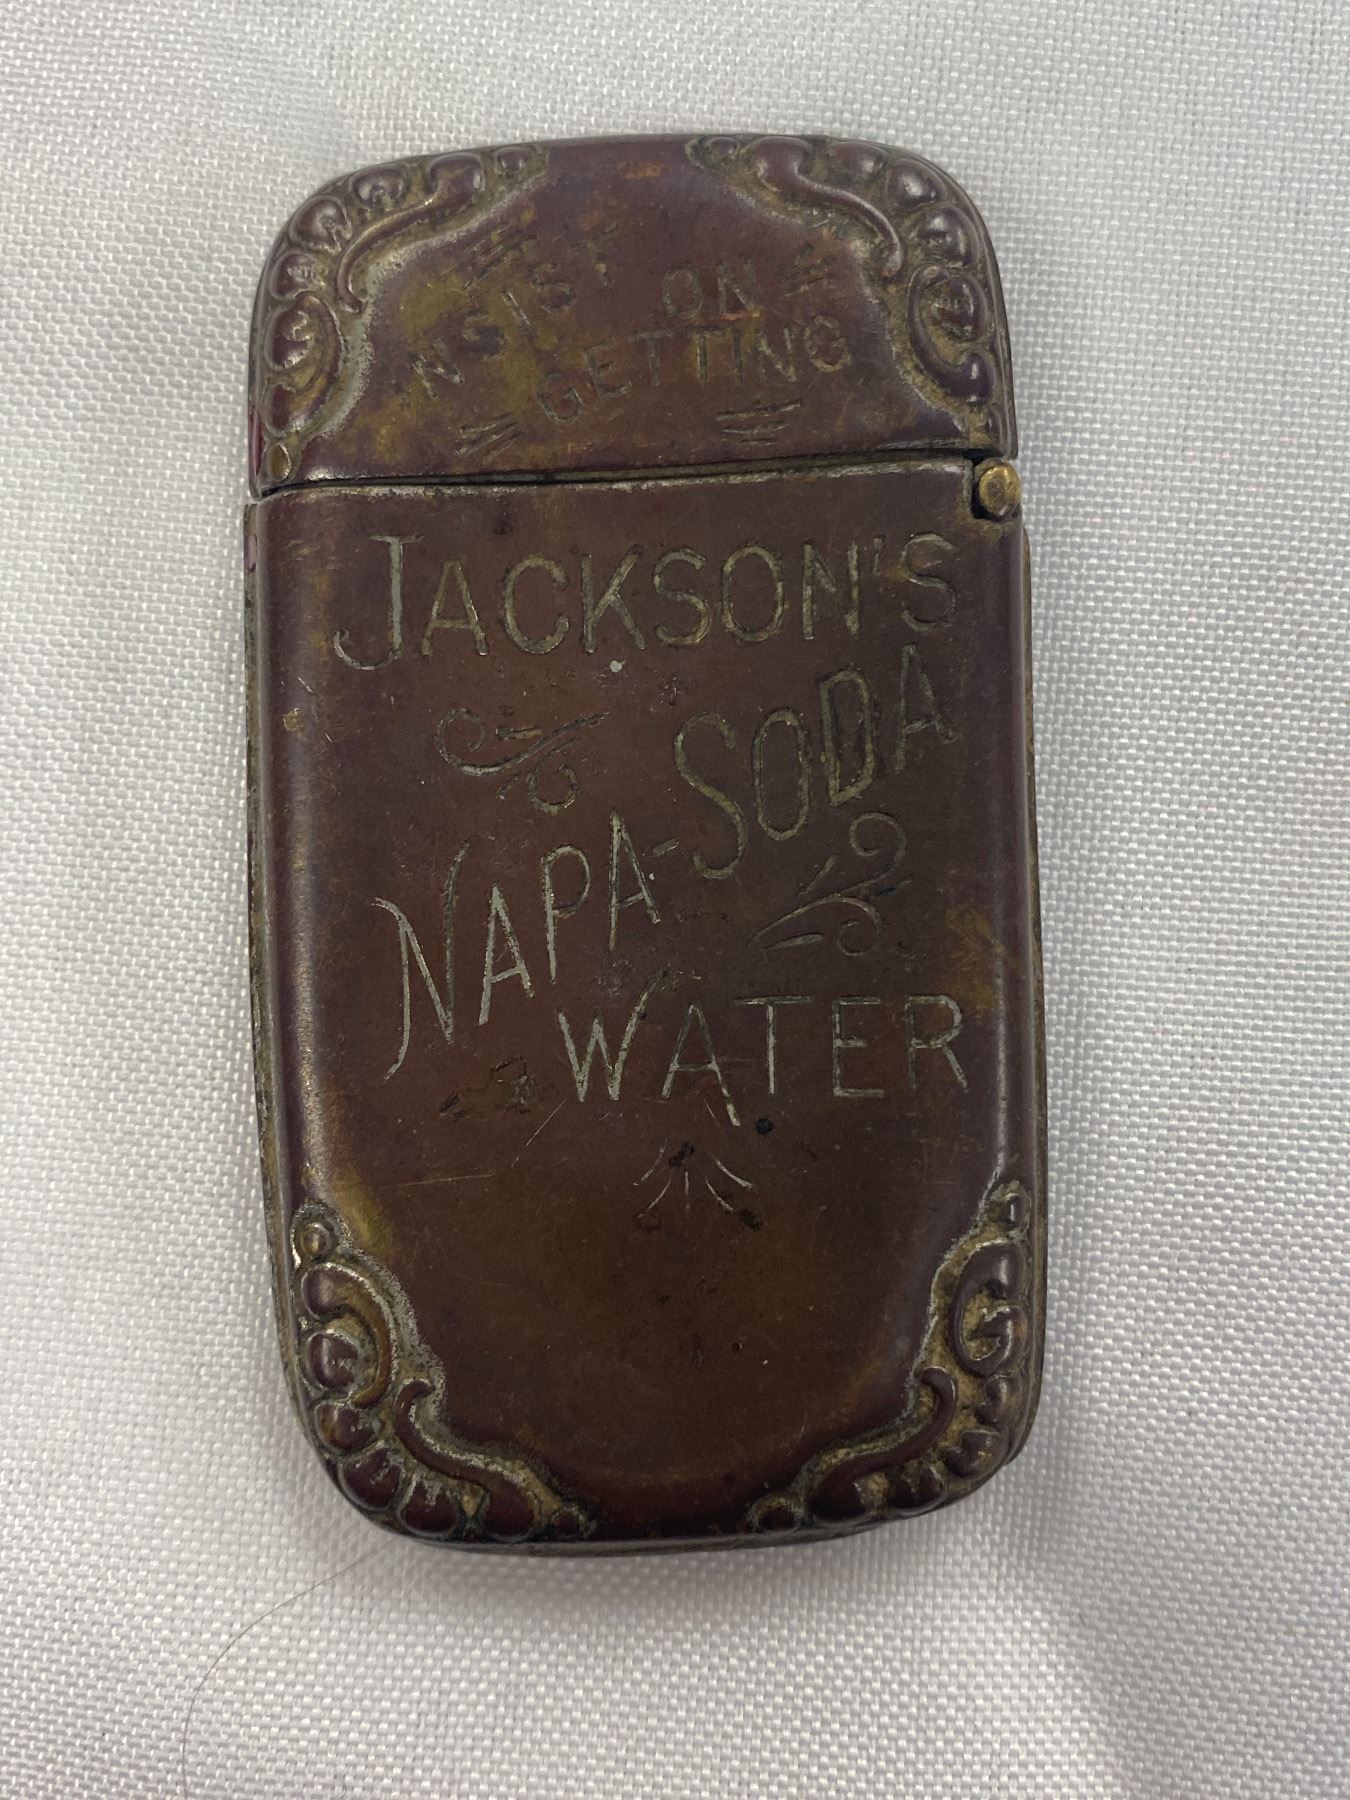 INSIST ON
GETTING
JACKSON'S
NAPA-SODA
WATER